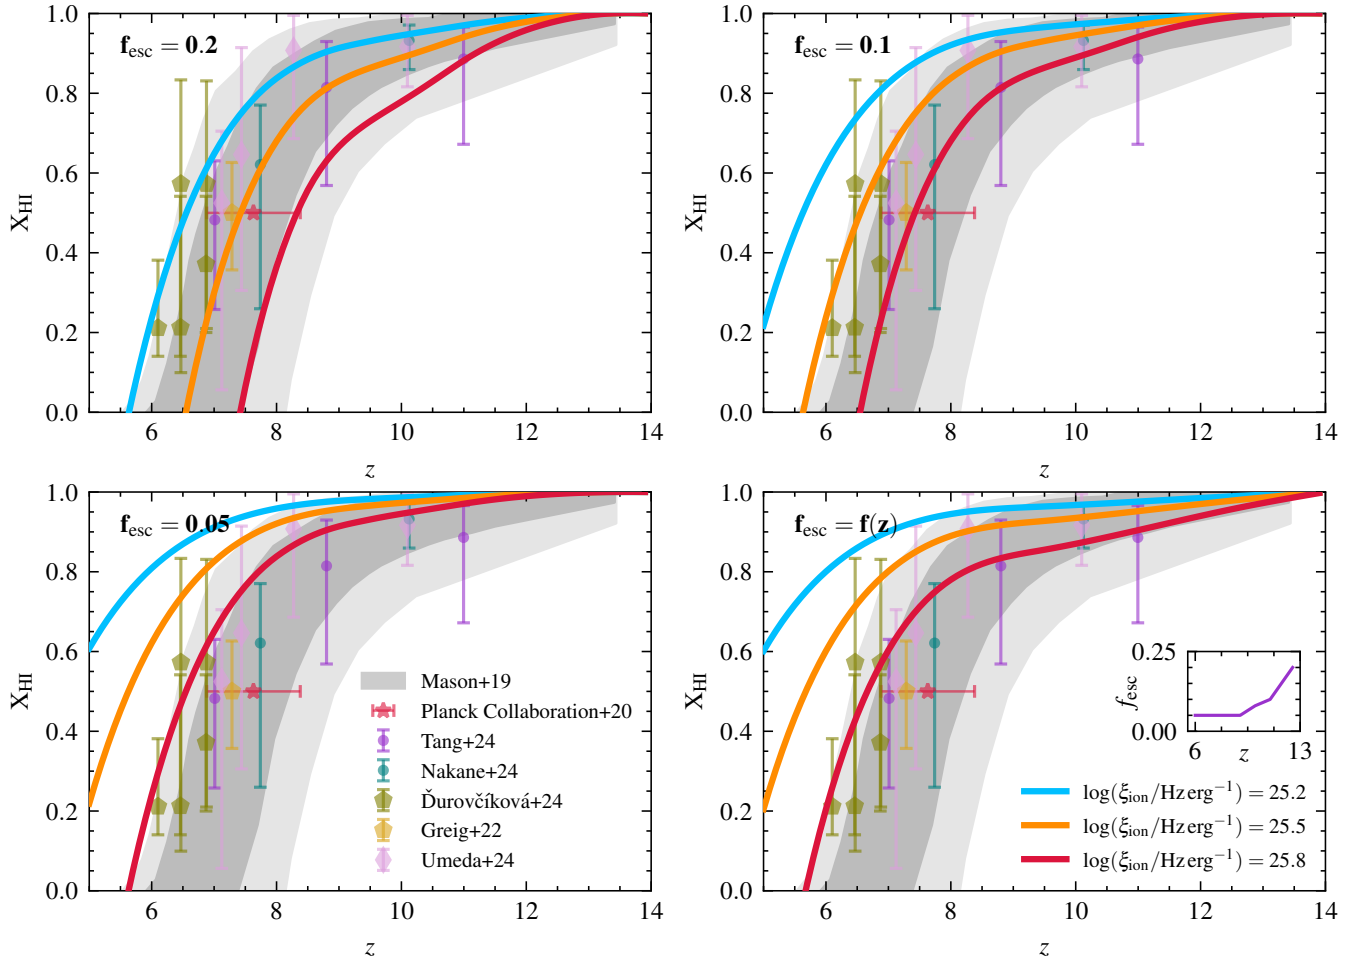 f_esc = 0.2
1.0
0.8
0.6
0.4
0.2
0.0
X_HI
6 8 10 12 14
z
f_esc = 0.1
1.0
0.8
0.6
0.4
0.2
0.0
X_HI
6 8 10 12 14
z
f_esc = 0.05
1.0
0.8
0.6
0.4
0.2
0.0
X_HI
6 8 10 12 14
z
Mason+19
Planck Collaboration+20
Tang+24
Nakane+24
Ďurovčíková+24
Greig+22
Umeda+24
f_esc = f(z)
1.0
0.8
0.6
0.4
0.2
0.0
X_HI
6 8 10 12 14
z
0.25
0.00
f_esc
6 13
z
log(ξ_ion/Hz erg⁻¹) = 25.2
log(ξ_ion/Hz erg⁻¹) = 25.5
log(ξ_ion/Hz erg⁻¹) = 25.8